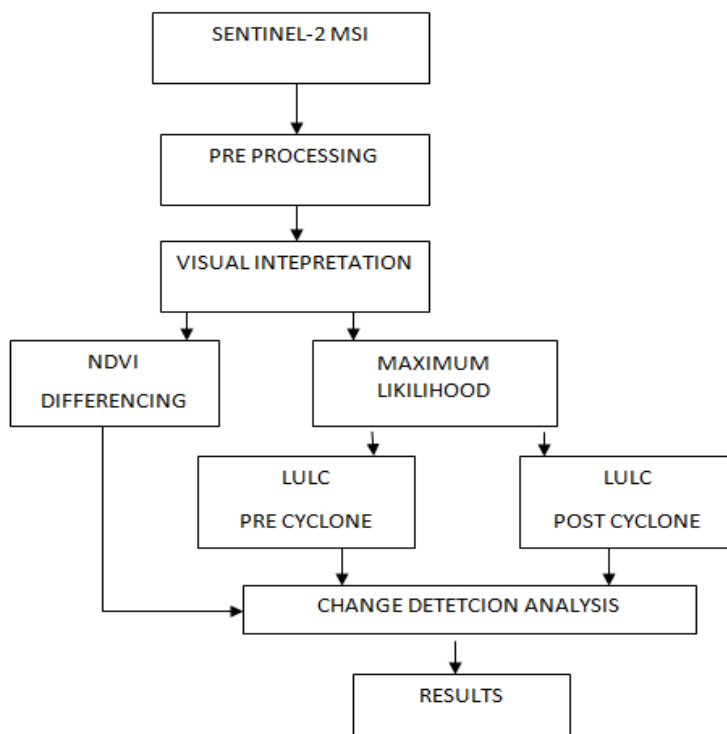 SENTINEL-2 MSI
PRE PROCESSING
VISUAL INTEPRETATION
NDVI
DIFFERENCING
MAXIMUM
LIKILIHOOD
LULC
PRE CYCLONE
LULC
POST CYCLONE
CHANGE DETETCION ANALYSIS
RESULTS